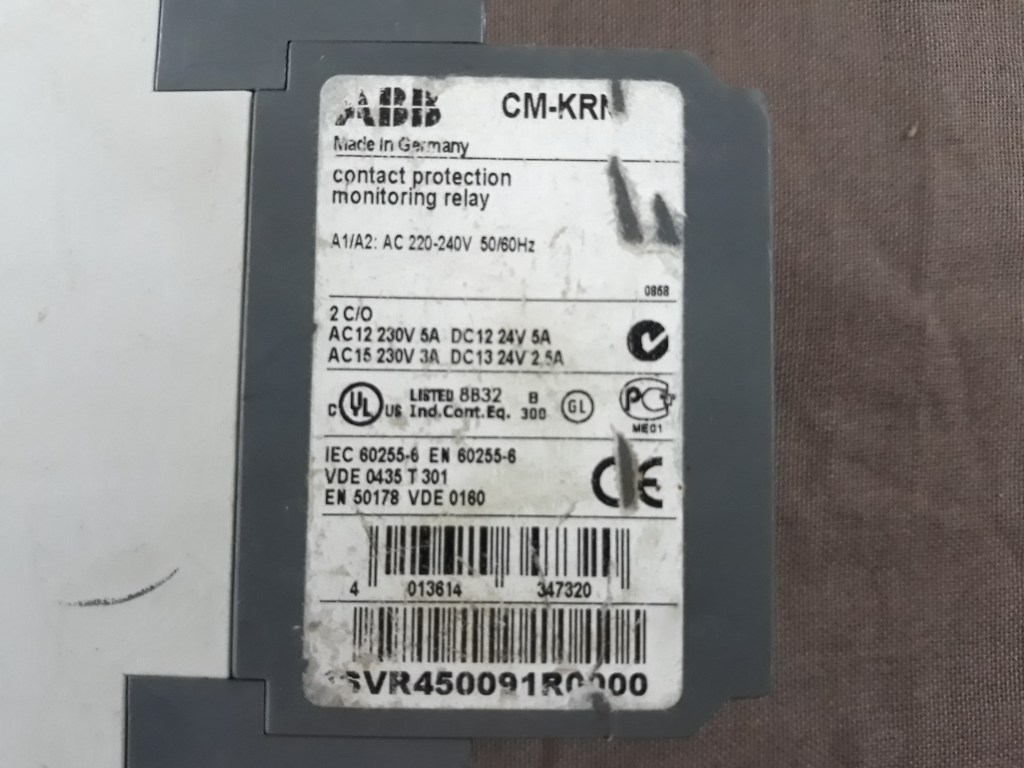 ABB CM-KRN
Made in Germany
contact protection
monitoring relay
A1/A2: AC 220-240V 50/60Hz
0868
2 C/O
AC12 230V 5A DC12 24V 5A
AC15 230V 3A DC13 24V 2.5A
C UL US LISTED 8B32 B
Ind.Cont.Eq. 300 GL
ME01
IEC 60255-6 EN 60255-6
VDE 0435 T 301
EN 50178 VDE 0160
CE
4 013614 347320